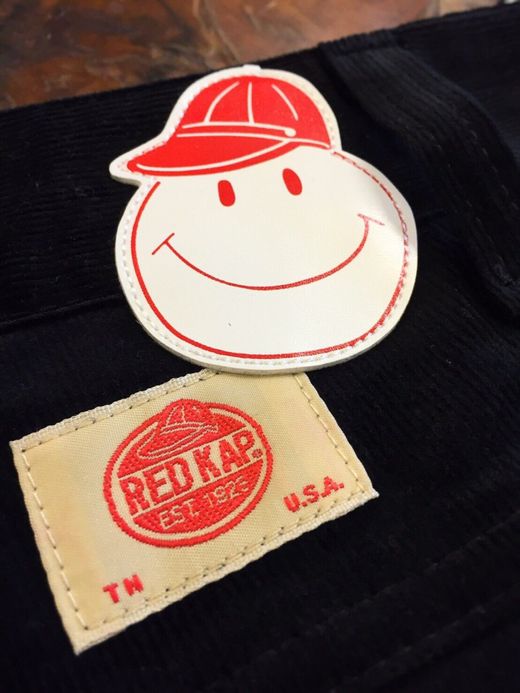 RED KAP®
EST. 1923
U.S.A.
TN